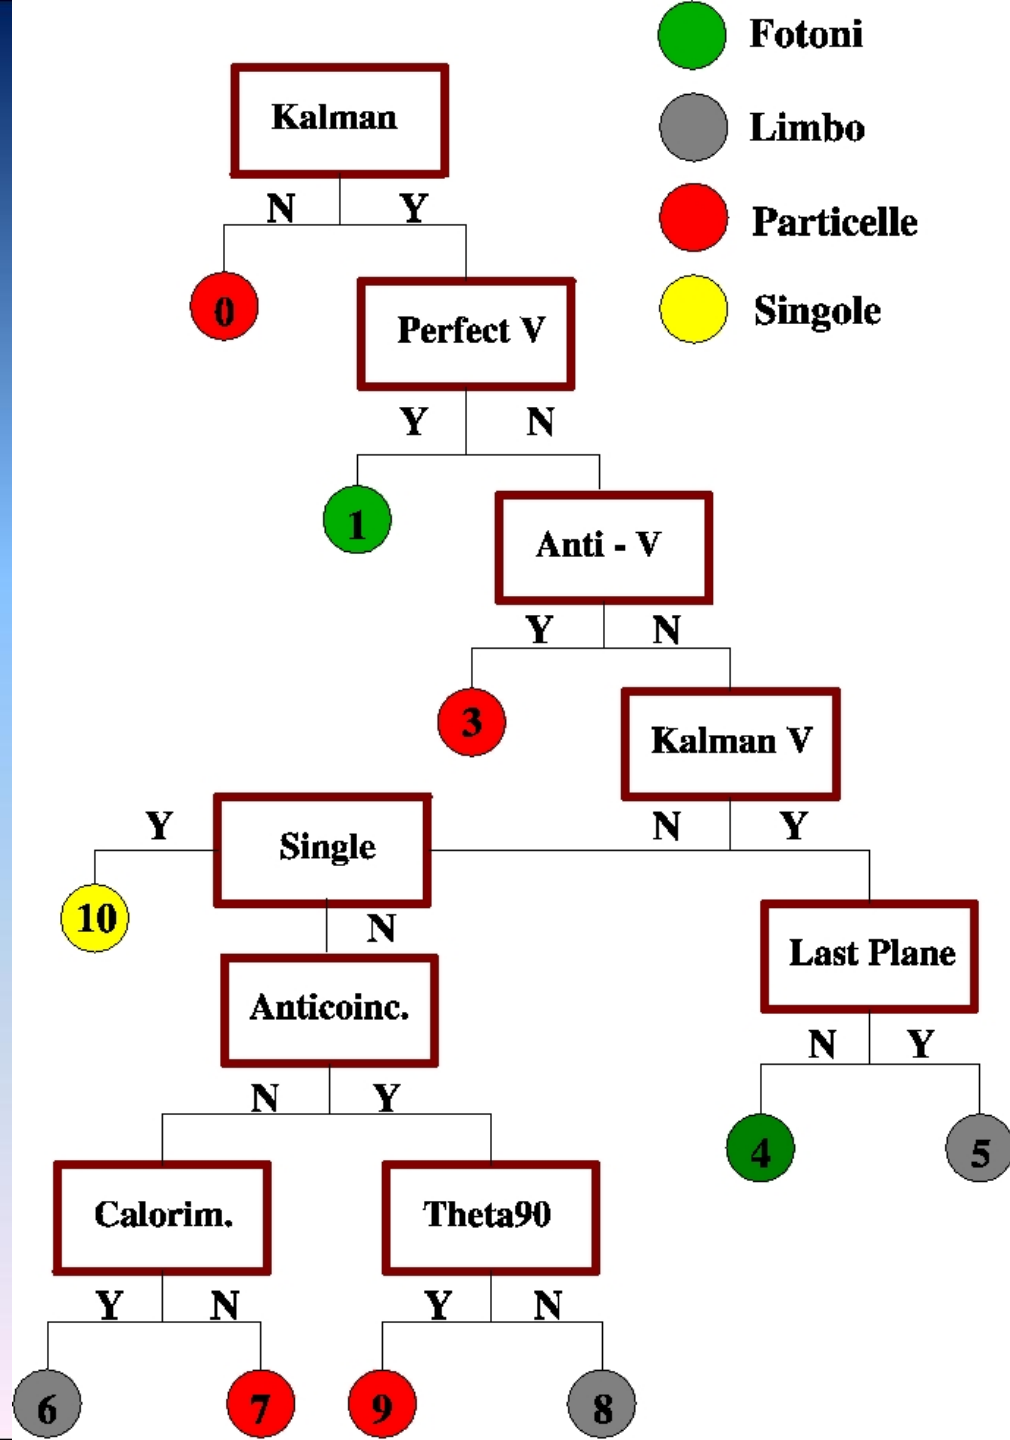 Fotoni
Kalman
Limbo
N Y
Particelle
0
Singole
Perfect V
Y N
1
Anti - V
Y N
3
Kalman V
Y
N Y
Single
10
N
Last Plane
Anticoinc.
N Y
N Y
4
5
Calorim.
Theta90
Y N
Y N
6
7
9
8